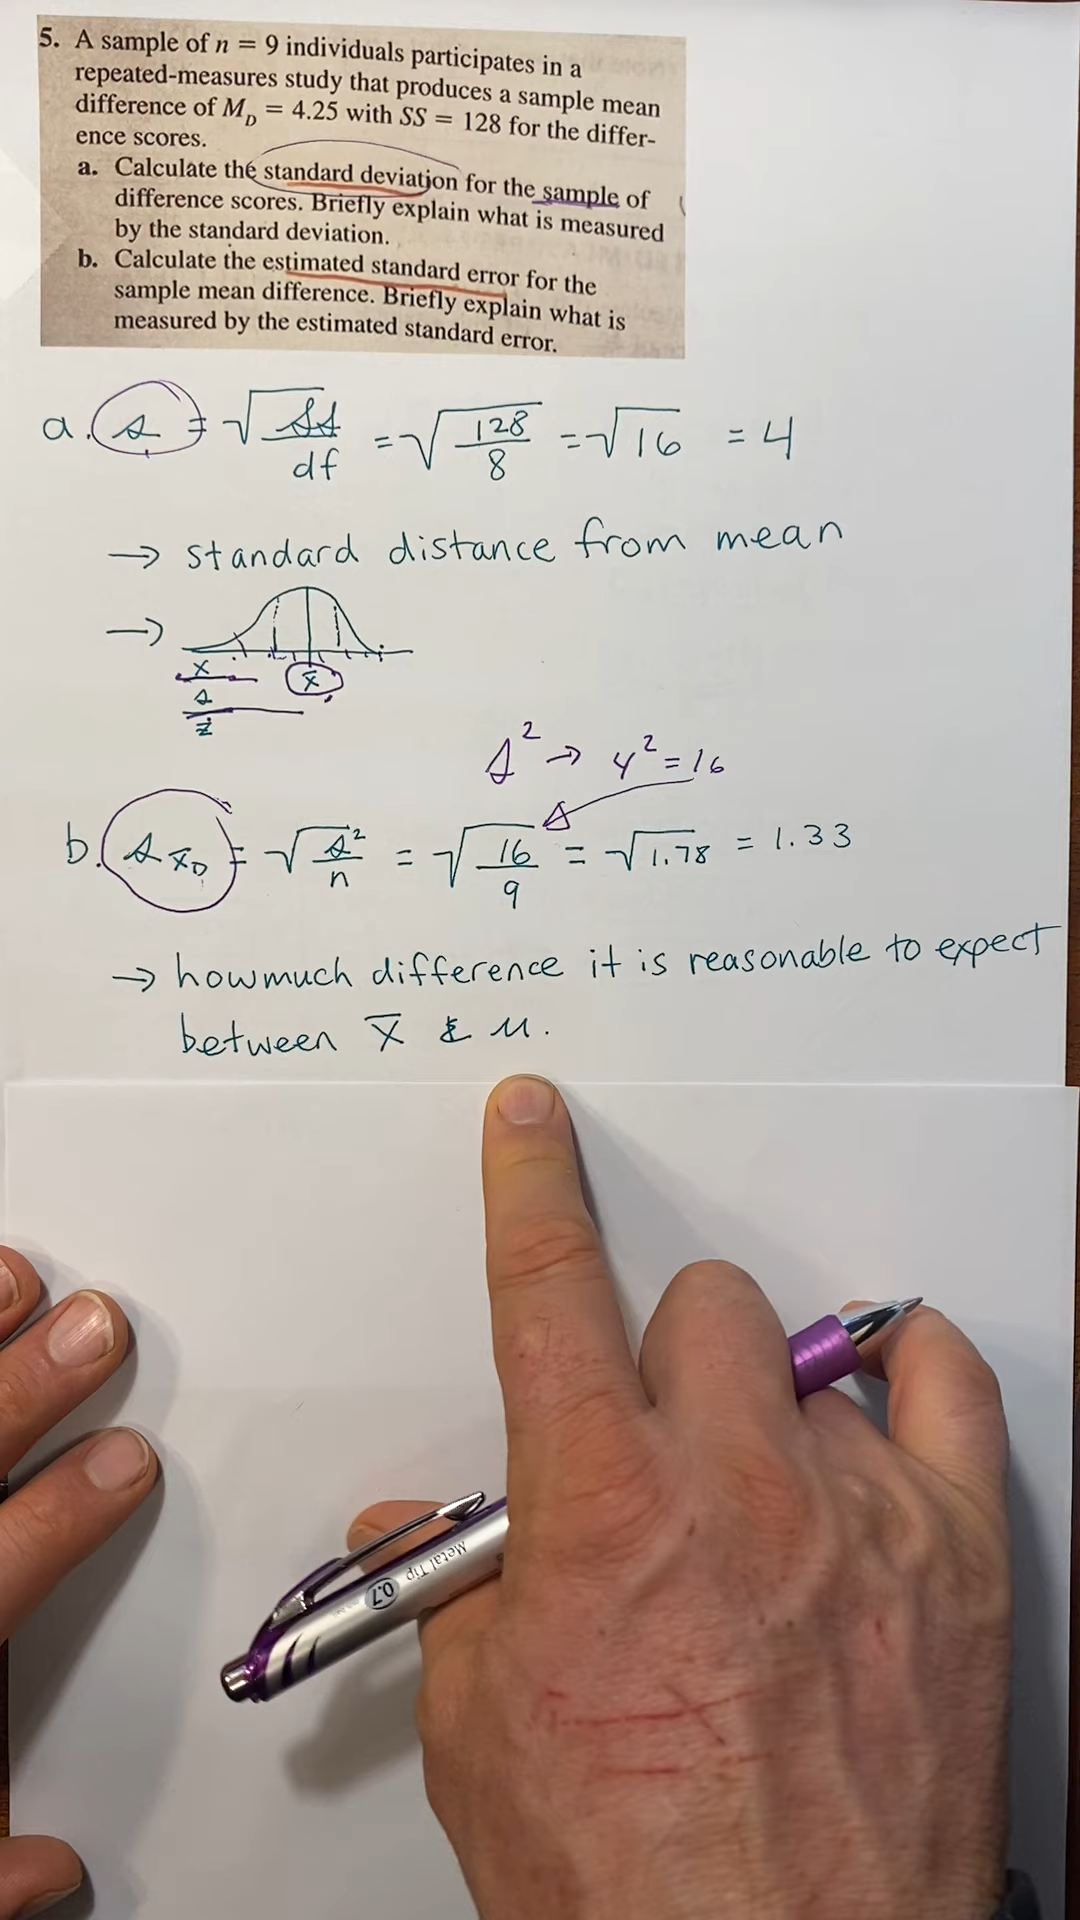 5. A sample of n = 9 individuals participates in a
repeated-measures study that produces a sample mean
difference of M_D = 4.25 with SS = 128 for the differ-
ence scores.
a. Calculate the standard deviation for the sample of
difference scores. Briefly explain what is measured
by the standard deviation.
b. Calculate the estimated standard error for the
sample mean difference. Briefly explain what is
measured by the estimated standard error.
a. s = √(SS/df) = √(128/8) = √16 = 4
→ standard distance from mean
→
x x̄
s
z
s² → 4² = 16
b. s_x̄D = √(s²/n) = √(16/9) = √1.78 = 1.33
→ how much difference it is reasonable to expect
between x̄ & μ.
Metal Tip
0.7